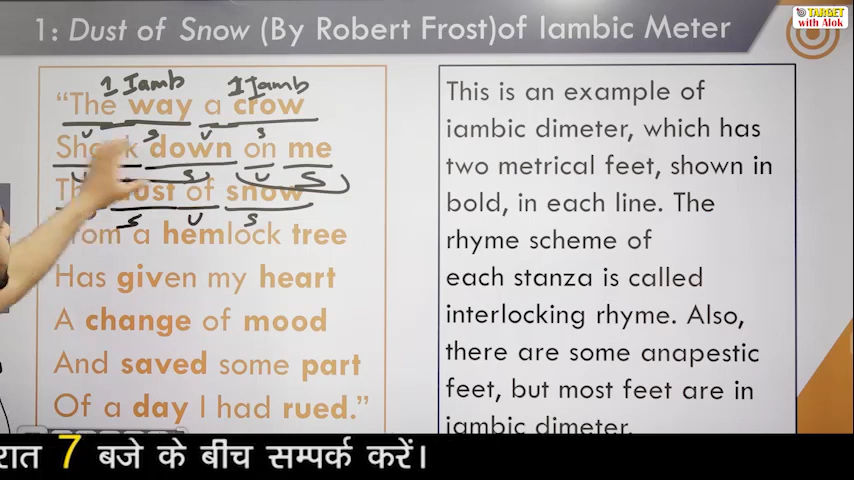 1: Dust of Snow (By Robert Frost)of Iambic Meter
TARGET
with Alok
1 Iamb 1 Iamb
“The way a crow
U S U S
Shook down on me
S U S
The dust of snow
S U S
From a hemlock tree
Has given my heart
A change of mood
And saved some part
Of a day I had rued.”
This is an example of
iambic dimeter, which has
two metrical feet, shown in
bold, in each line. The
rhyme scheme of
each stanza is called
interlocking rhyme. Also,
there are some anapestic
feet, but most feet are in
iambic dimeter.
रात 7 बजे के बीच सम्पर्क करें।